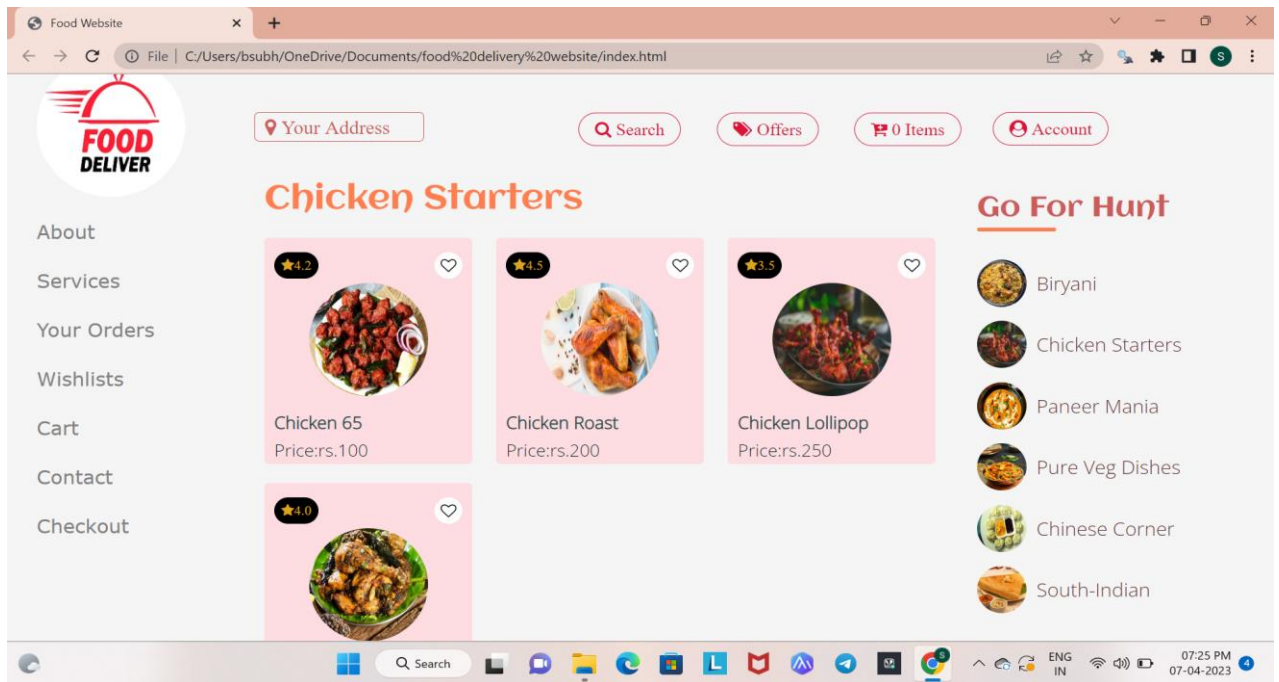 Food Website
File | C:/Users/bsubh/OneDrive/Documents/food%20delivery%20website/index.html
S
FOOD
DELIVER
Your Address
Search
Offers
0 Items
Account
Chicken Starters
Go For Hunt
About
Services
Your Orders
Wishlists
Cart
Contact
Checkout
4.2
Chicken 65
Price:rs.100
4.5
Chicken Roast
Price:rs.200
3.5
Chicken Lollipop
Price:rs.250
4.0
Biryani
Chicken Starters
Paneer Mania
Pure Veg Dishes
Chinese Corner
South-Indian
Search
L
S
ENG
IN
07:25 PM
07-04-2023
4